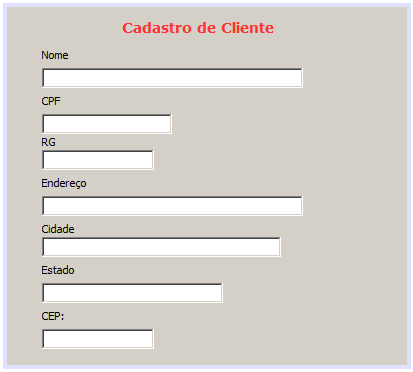 Cadastro de Cliente
Nome
CPF
RG
Endereço
Cidade
Estado
CEP: